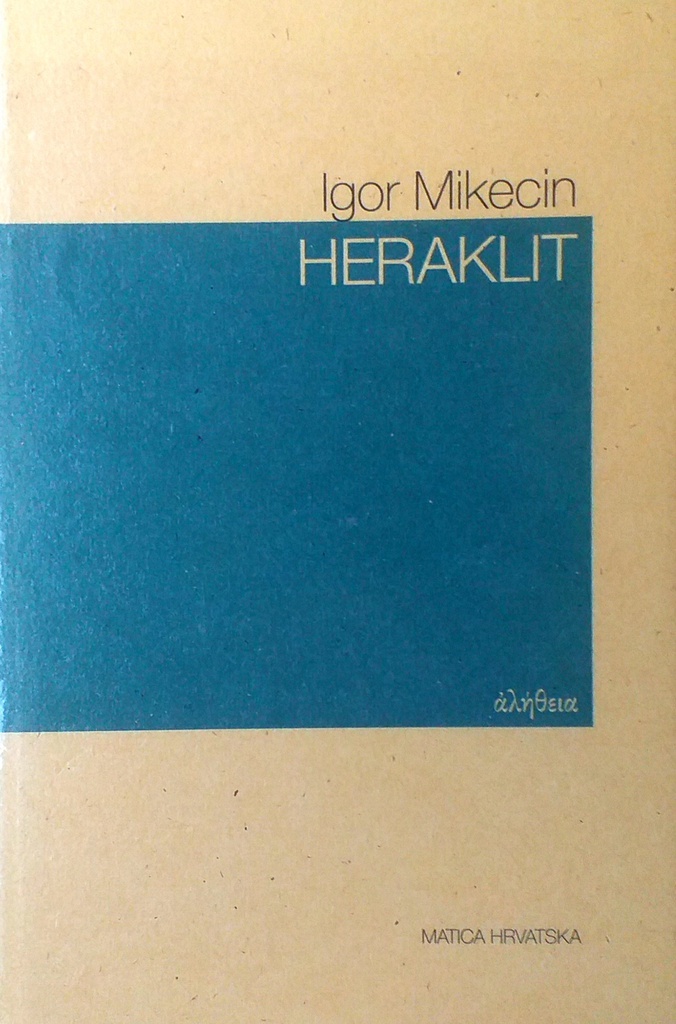 Igor Mikecin
HERAKLIT
ἀλήθεια
MATICA HRVATSKA